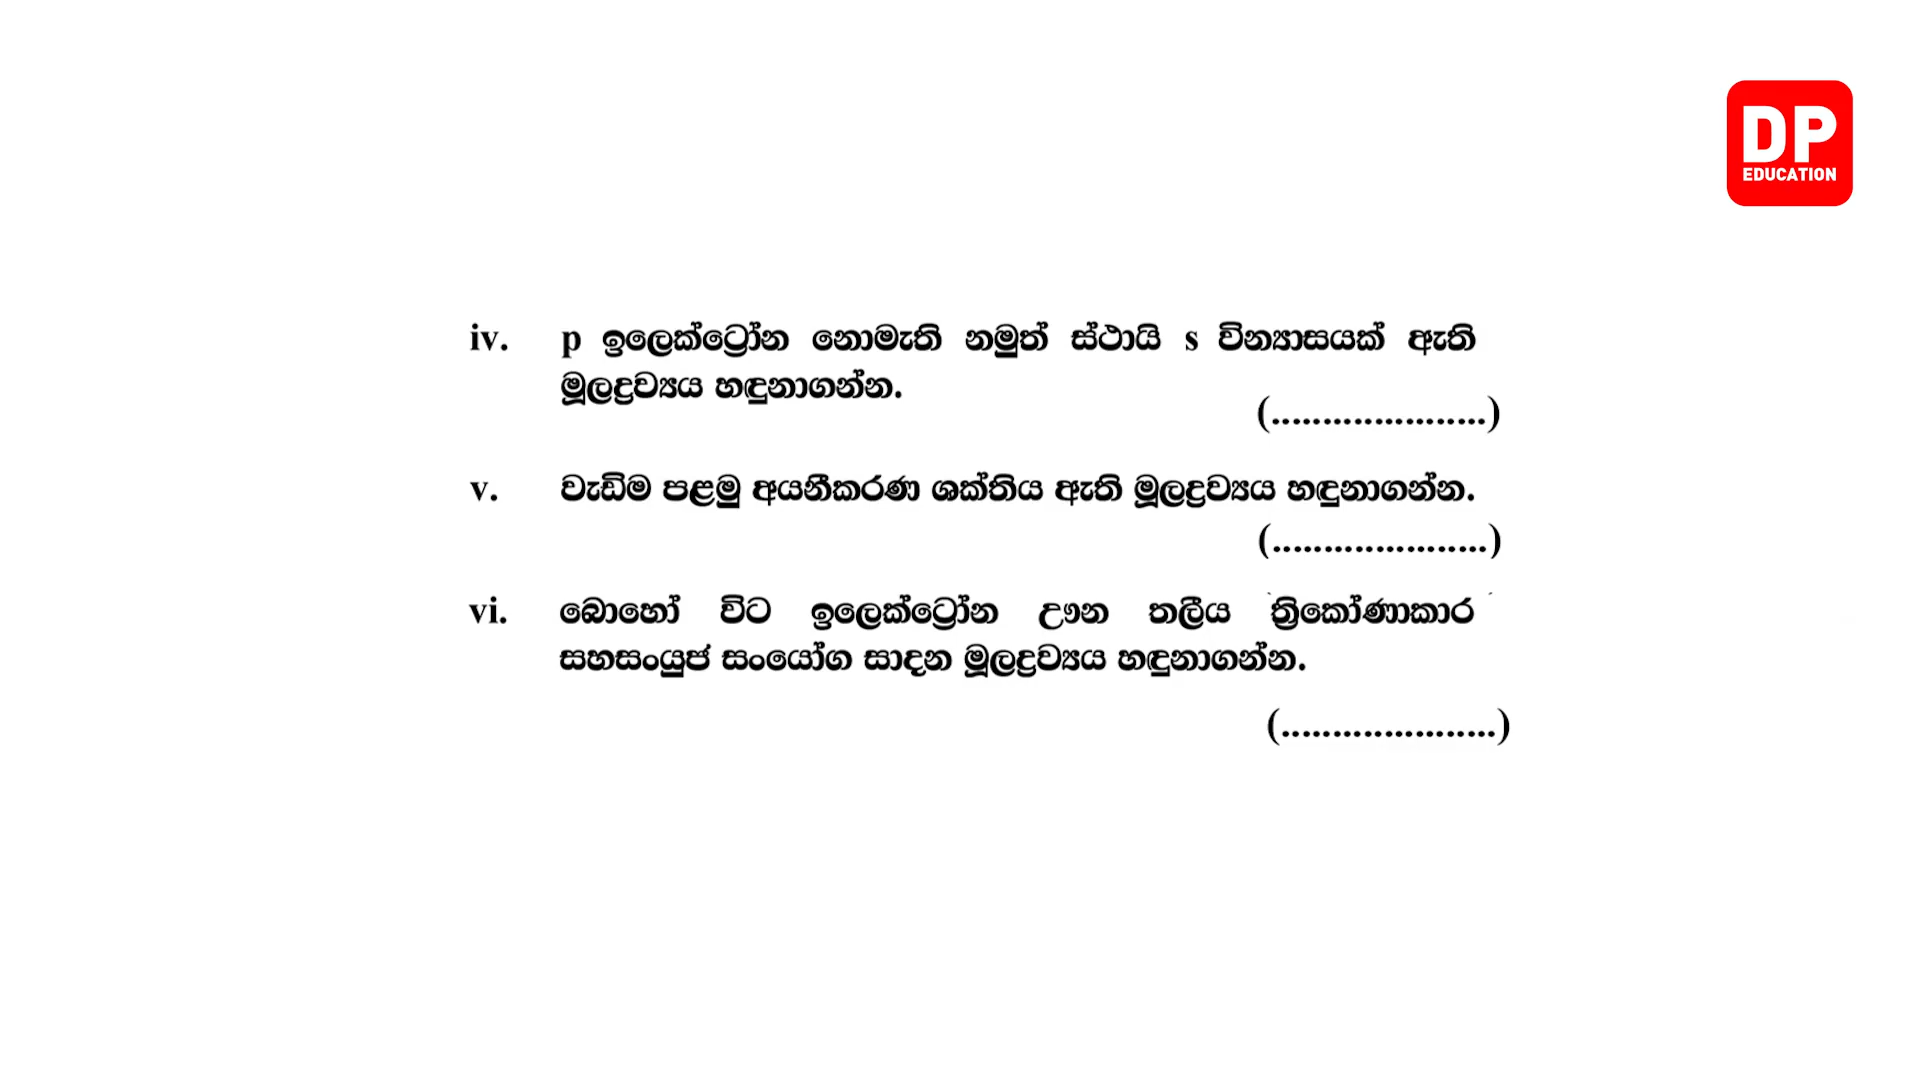 DP
EDUCATION
iv. p ඉලෙක්ට්‍රෝන නොමැති නමුත් ස්ථායි s වින්‍යාසයක් ඇති
මූලද්‍රව්‍යය හඳුනාගන්න.
(.....................)
v. වැඩිම පළමු අයනීකරණ ශක්තිය ඇති මූලද්‍රව්‍යය හඳුනාගන්න.
(.....................)
vi. බොහෝ විට ඉලෙක්ට්‍රෝන ඌන තලීය ත්‍රිකෝණාකාර
සහසංයුජ සංයෝග සාදන මූලද්‍රව්‍යය හඳුනාගන්න.
(.....................)